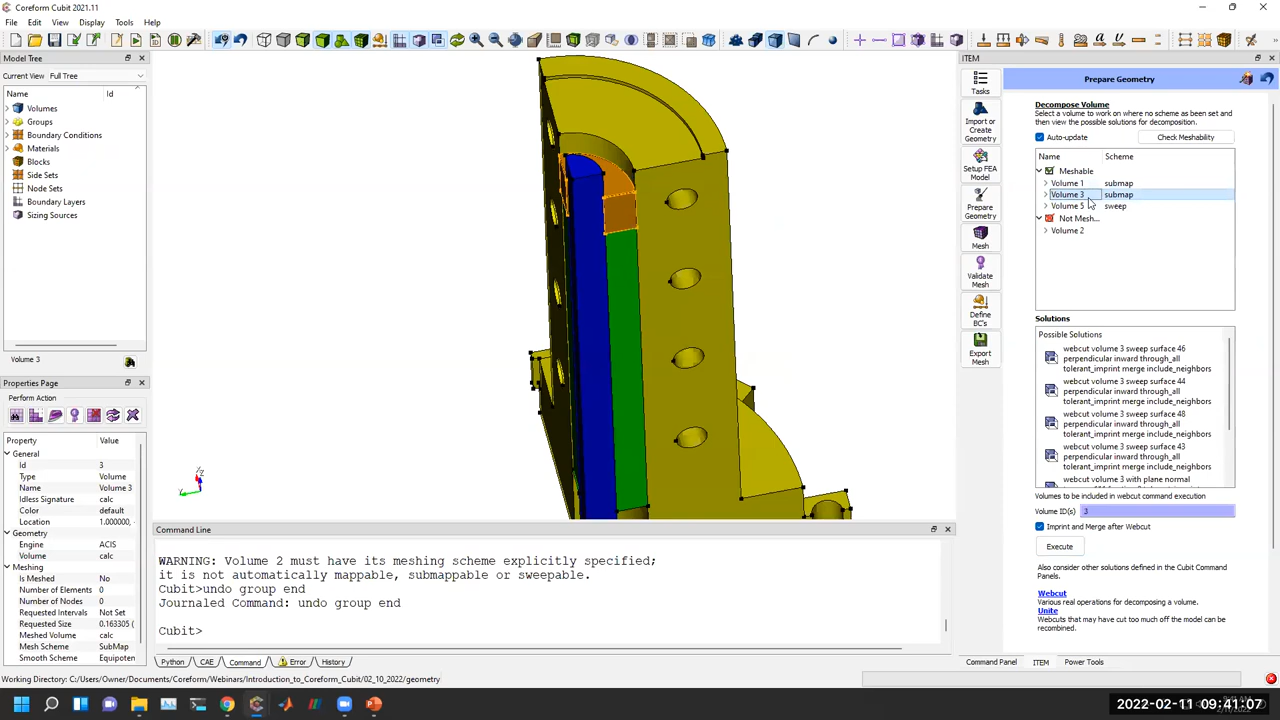 Coreform Cubit 2021.11
File Edit View Display Tools Help
Model Tree
Current View Full Tree
Name Id
Volumes
Groups
Boundary Conditions
Materials
Blocks
Side Sets
Node Sets
Boundary Layers
Sizing Sources
Volume 3
Properties Page
Perform Action
Property Value
General
Id 3
Type Volume
Name Volume 3
Idless Signature calc
Color default
Location 1.000000,
Geometry
Engine ACIS
Volume calc
Meshing
Is Meshed No
Number of Elements 0
Number of Nodes 0
Requested Intervals Not Set
Requested Size 0.163305 (
Meshed Volume calc
Mesh Scheme SubMap
Smooth Scheme Equipoten
Command Line
WARNING: Volume 2 must have its meshing scheme explicitly specified;
it is not automatically mappable, submappable or sweepable.
Cubit>undo group end
Journaled Command: undo group end
Cubit>
Python CAE Command Error History
Working Directory: C:/Users/Owner/Documents/Coreform/Webinars/Introduction_to_Coreform_Cubit/02_10_2022/geometry
ITEM
Tasks
Import or
Create
Geometry
Setup FEA
Model
Prepare
Geometry
Mesh
Validate
Mesh
Define
BC's
Export
Mesh
Prepare Geometry
Decompose Volume
Select a volume to work on where no scheme as been set and
then view the possible solutions for decomposition.
Auto-update
Check Meshability
Name Scheme
Meshable
Volume 1 submap
Volume 3 submap
Volume 5 sweep
Not Mesh...
Volume 2
Solutions
Possible Solutions
webcut volume 3 sweep surface 46
perpendicular inward through_all
tolerant_imprint merge include_neighbors
webcut volume 3 sweep surface 44
perpendicular inward through_all
tolerant_imprint merge include_neighbors
webcut volume 3 sweep surface 48
perpendicular inward through_all
tolerant_imprint merge include_neighbors
webcut volume 3 sweep surface 43
perpendicular inward through_all
tolerant_imprint merge include_neighbors
webcut volume 3 with plane normal
Volumes to be included in webcut command execution
Volume ID(s) 3
Imprint and Merge after Webcut
Execute
Also consider other solutions defined in the Cubit Command
Panels.
Webcut
Various real operations for decomposing a volume.
Unite
Webcuts that may have cut too much off the model can be
recombined.
Command Panel ITEM Power Tools
2022-02-11 09:41:07